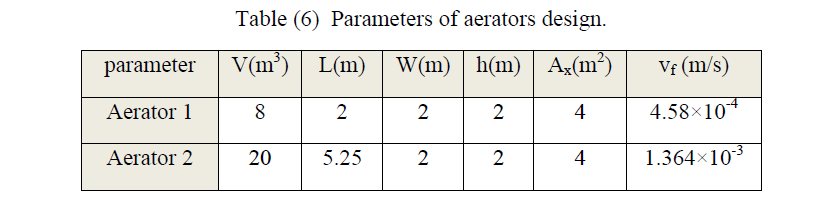 Table (6) Parameters of aerators design.
parameter V(m³) L(m) W(m) h(m) Aₓ(m²) v_f (m/s)
Aerator 1 8 2 2 2 4 4.58×10⁻⁴
Aerator 2 20 5.25 2 2 4 1.364×10⁻³